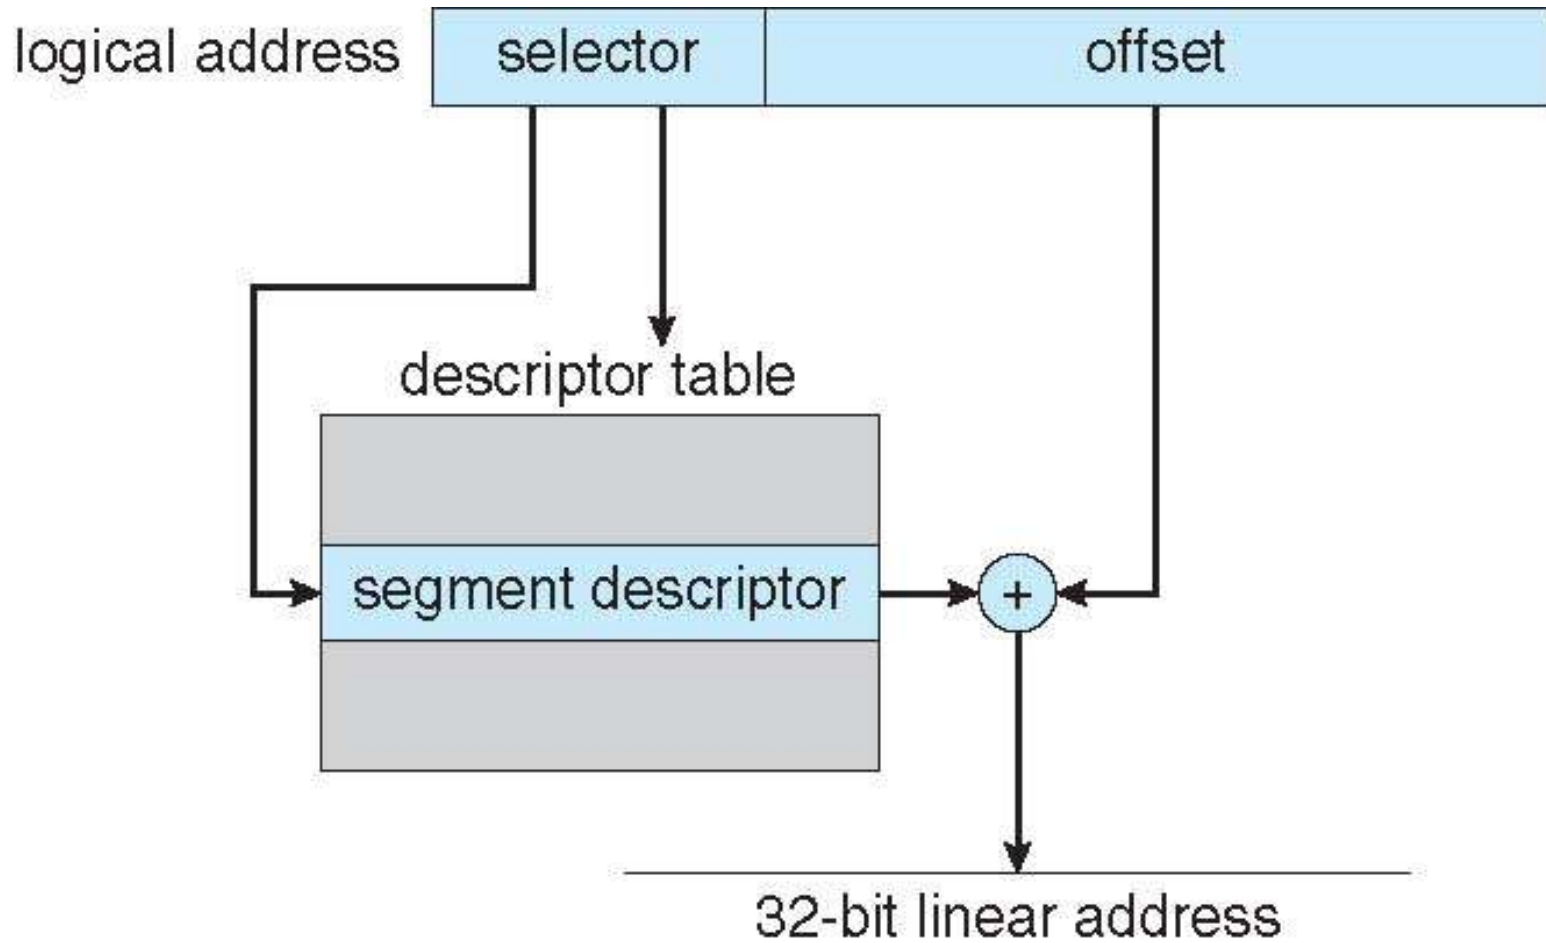 logical address selector offset
descriptor table
segment descriptor +
32-bit linear address